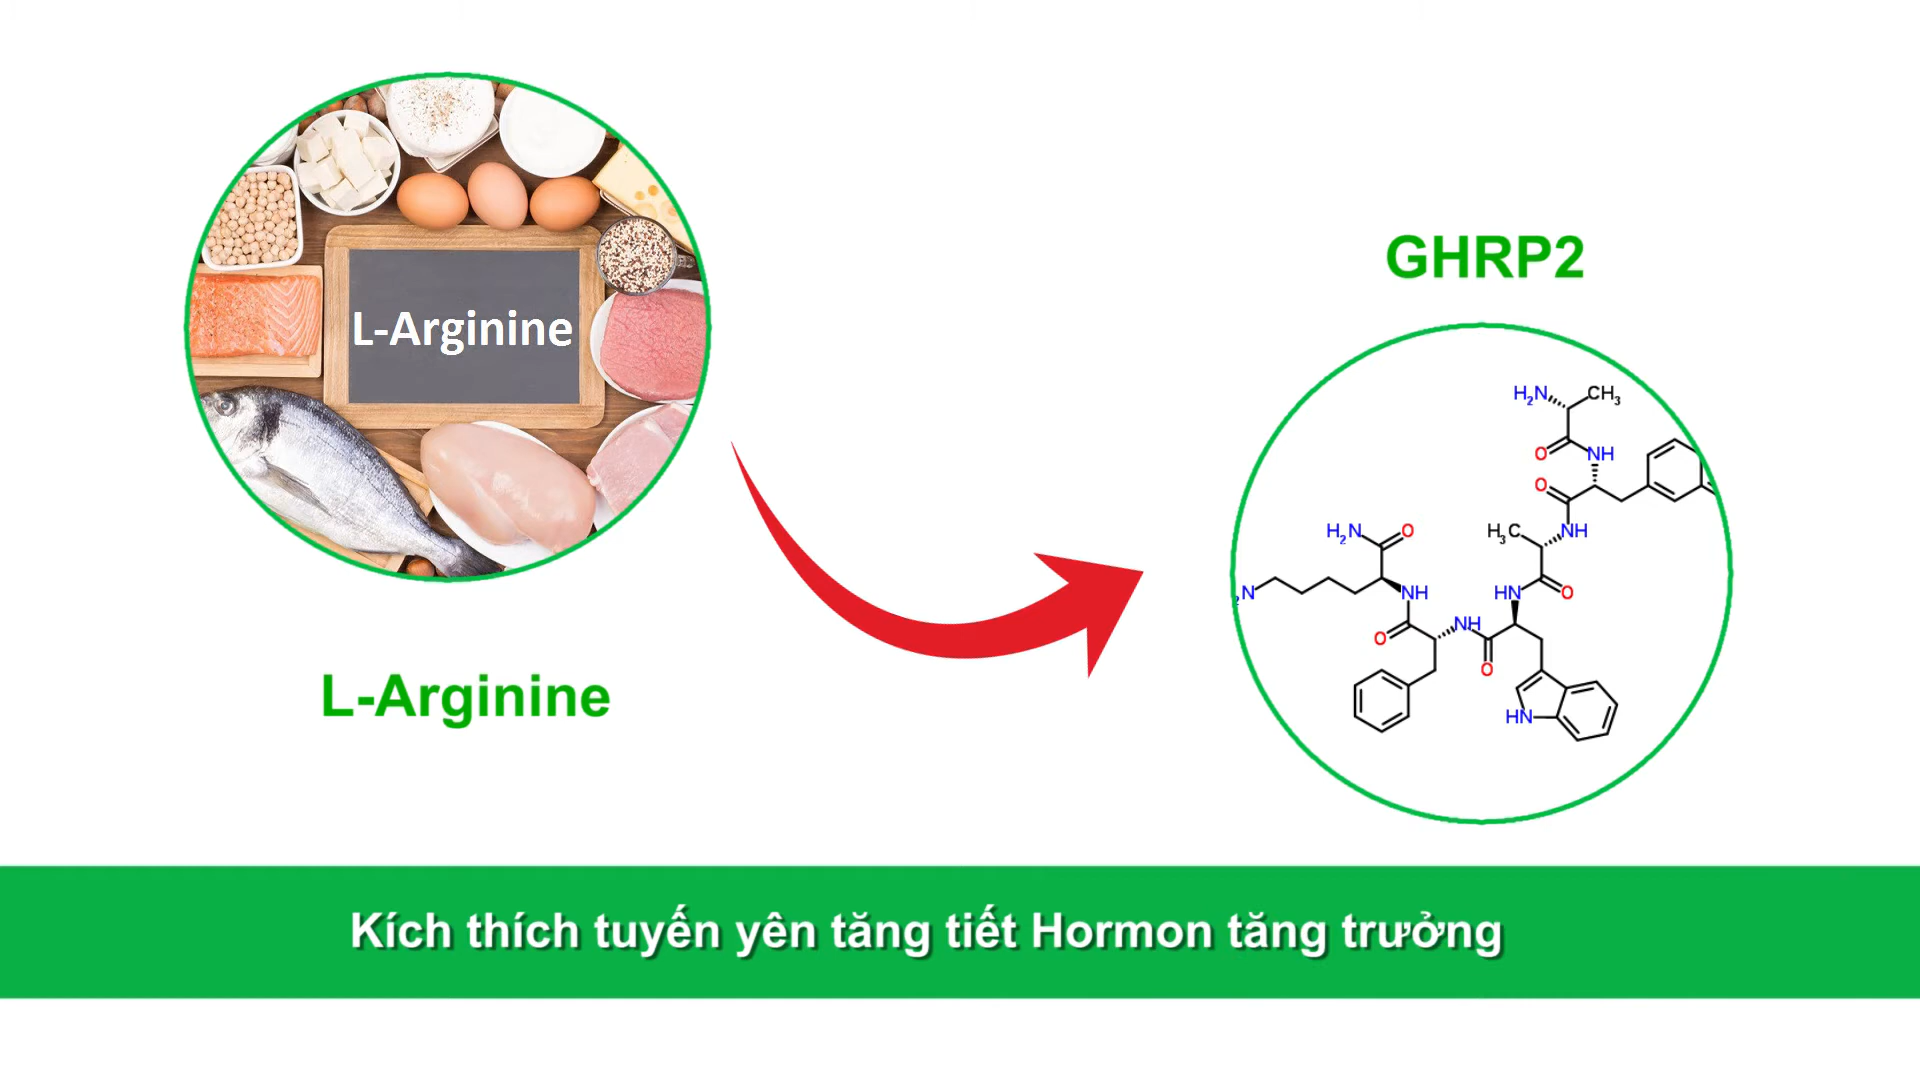 L-Arginine
L-Arginine
GHRP2
H2N
CH3
O
NH
O
H3C
NH
H2N
O
HN
O
2N
NH
O
NH
O
HN
Kích thích tuyến yên tăng tiết Hormon tăng trưởng